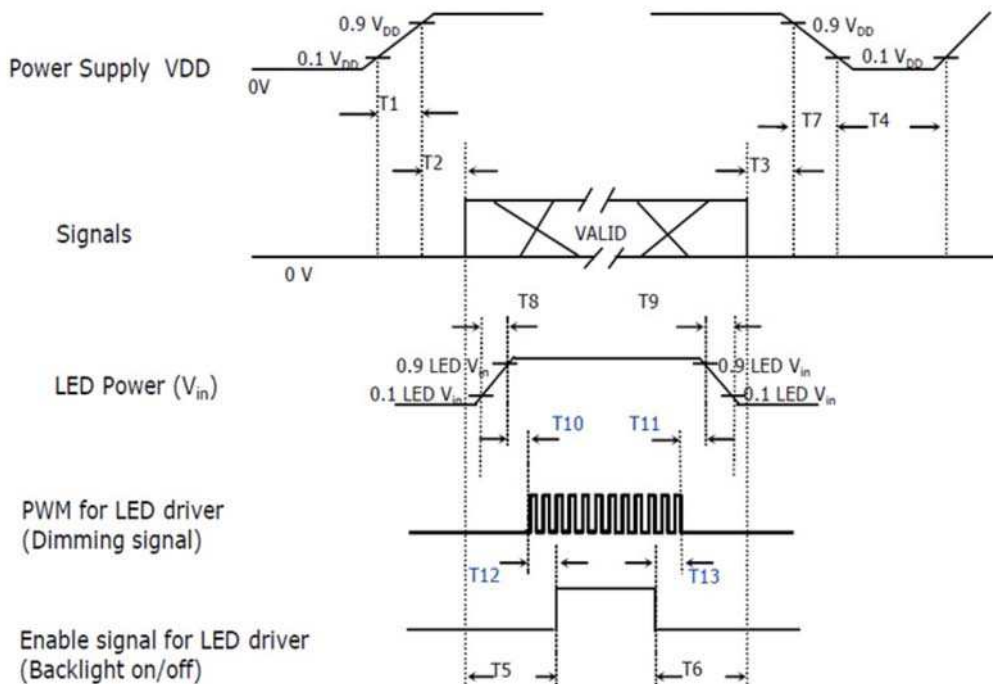 0.9 V_DD
0.9 V_DD
0.1 V_DD
0.1 V_DD
Power Supply VDD
0V
T1
T7
T4
T2
T3
Signals
VALID
0 V
T8
T9
0.9 LED V_in
0.9 LED V_in
LED Power (V_in)
0.1 LED V_in
0.1 LED V_in
T10
T11
PWM for LED driver
(Dimming signal)
T12
T13
Enable signal for LED driver
(Backlight on/off)
T5
T6